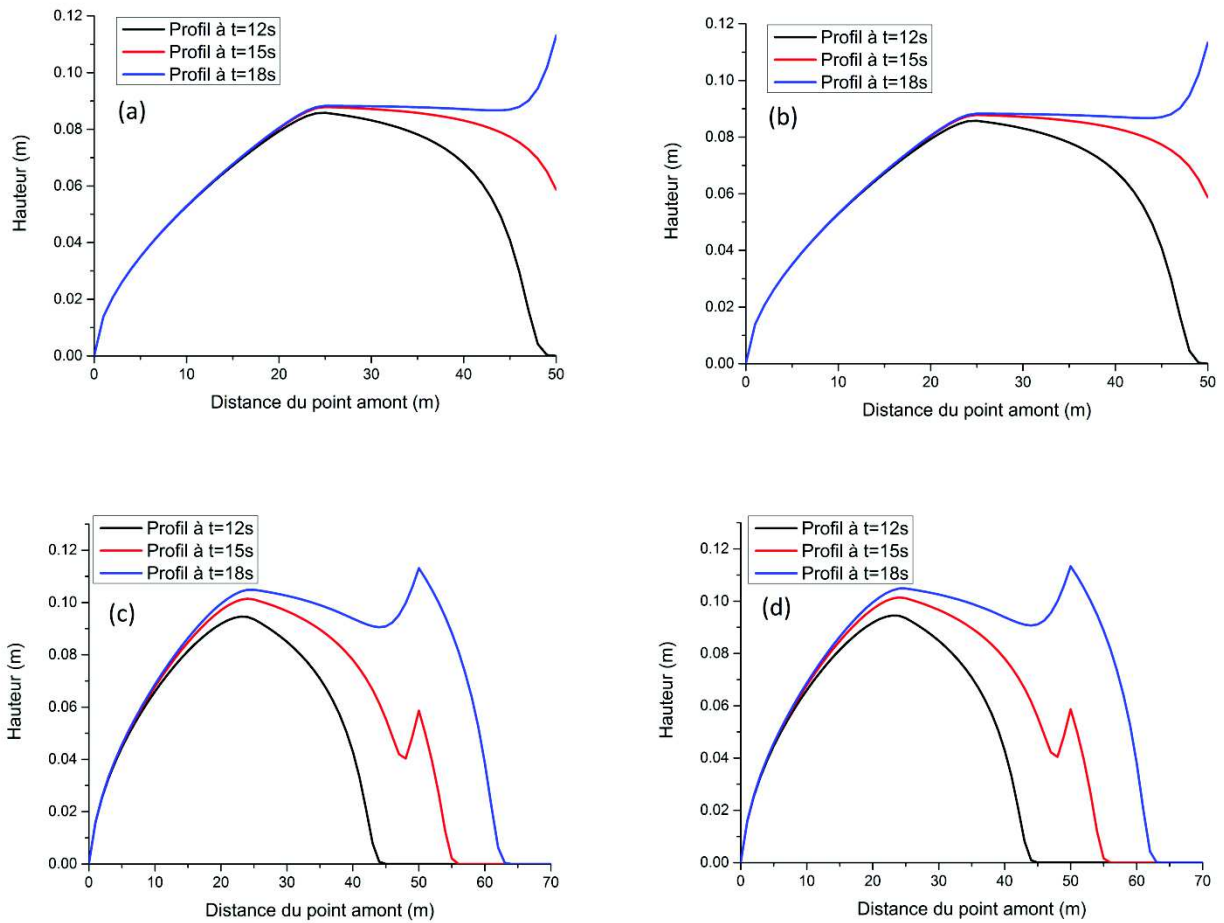 Profil à t=12s
Profil à t=15s
Profil à t=18s
(a)
0.12
0.10
0.08
0.06
0.04
0.02
0.00
Hauteur (m)
0 10 20 30 40 50
Distance du point amont (m)
Profil à t=12s
Profil à t=15s
Profil à t=18s
(b)
0.12
0.10
0.08
0.06
0.04
0.02
0.00
Hauteur (m)
0 10 20 30 40 50
Distance du point amont (m)
Profil à t=12s
Profil à t=15s
Profil à t=18s
(c)
0.12
0.10
0.08
0.06
0.04
0.02
0.00
Hauteur (m)
0 10 20 30 40 50 60 70
Distance du point amont (m)
Profil à t=12s
Profil à t=15s
Profil à t=18s
(d)
0.12
0.10
0.08
0.06
0.04
0.02
0.00
Hauteur (m)
0 10 20 30 40 50 60 70
Distance du point amont (m)